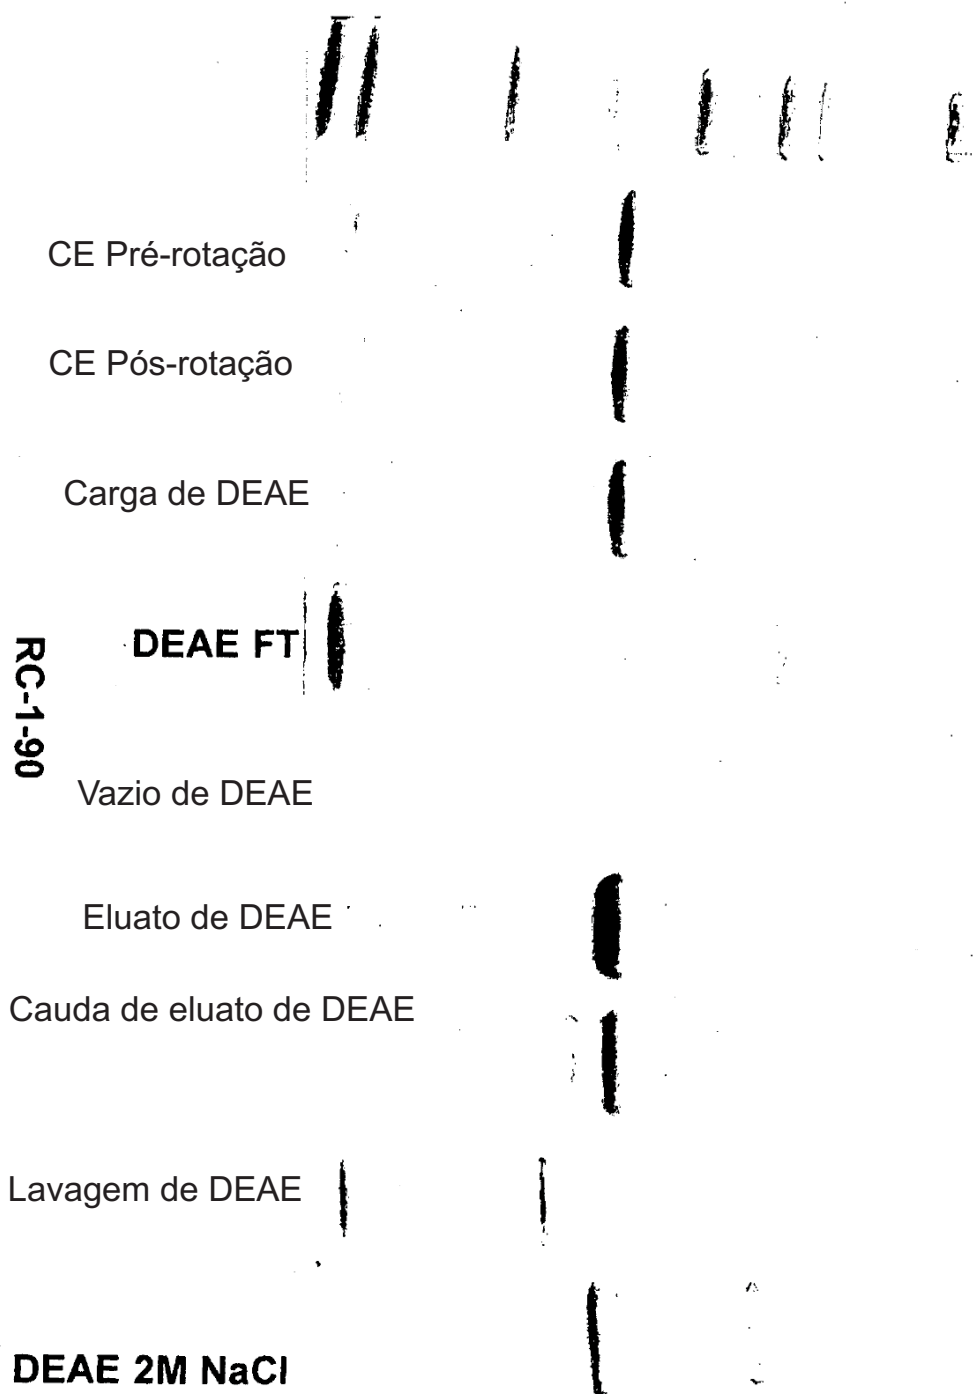 CE Pré-rotação
CE Pós-rotação
Carga de DEAE
DEAE FT
RC-1-90
Vazio de DEAE
Eluato de DEAE
Cauda de eluato de DEAE
Lavagem de DEAE
DEAE 2M NaCl